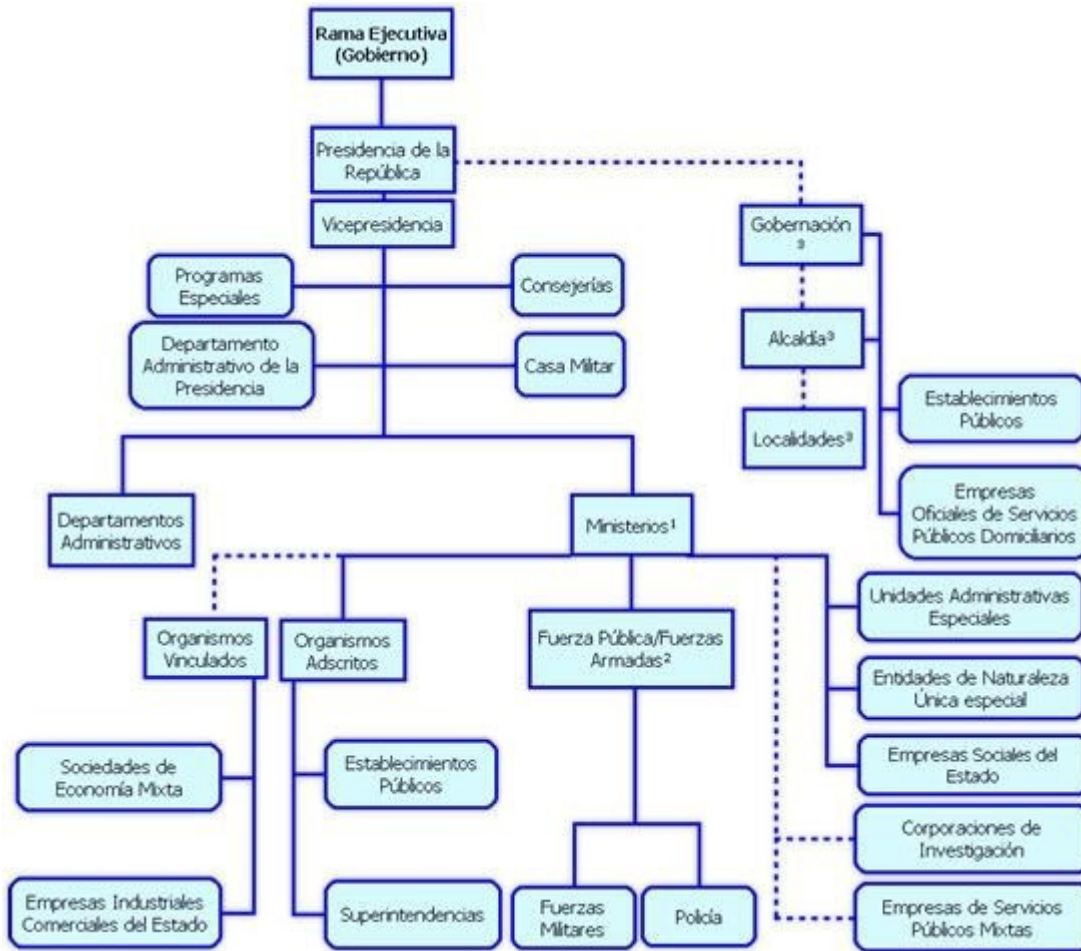 Rama Ejecutiva
(Gobierno)
Presidencia de la
República
Vicepresidencia
Gobernación
³
Programas
Especiales
Consejerías
Departamento
Administrativo de la
Presidencia
Casa Militar
Alcaldía³
Localidades³
Establecimientos
Públicos
Empresas
Oficiales de Servicios
Públicos Domiciliarios
Departamentos
Administrativos
Ministerios¹
Organismos
Vinculados
Organismos
Adscritos
Fuerza Pública/Fuerzas
Armadas²
Unidades Administrativas
Especiales
Entidades de Naturaleza
Única especial
Sociedades de
Economía Mixta
Establecimientos
Públicos
Empresas Sociales del
Estado
Corporaciones de
Investigación
Empresas Industriales
Comerciales del Estado
Superintendencias
Fuerzas
Militares
Policía
Empresas de Servicios
Públicos Mixtas